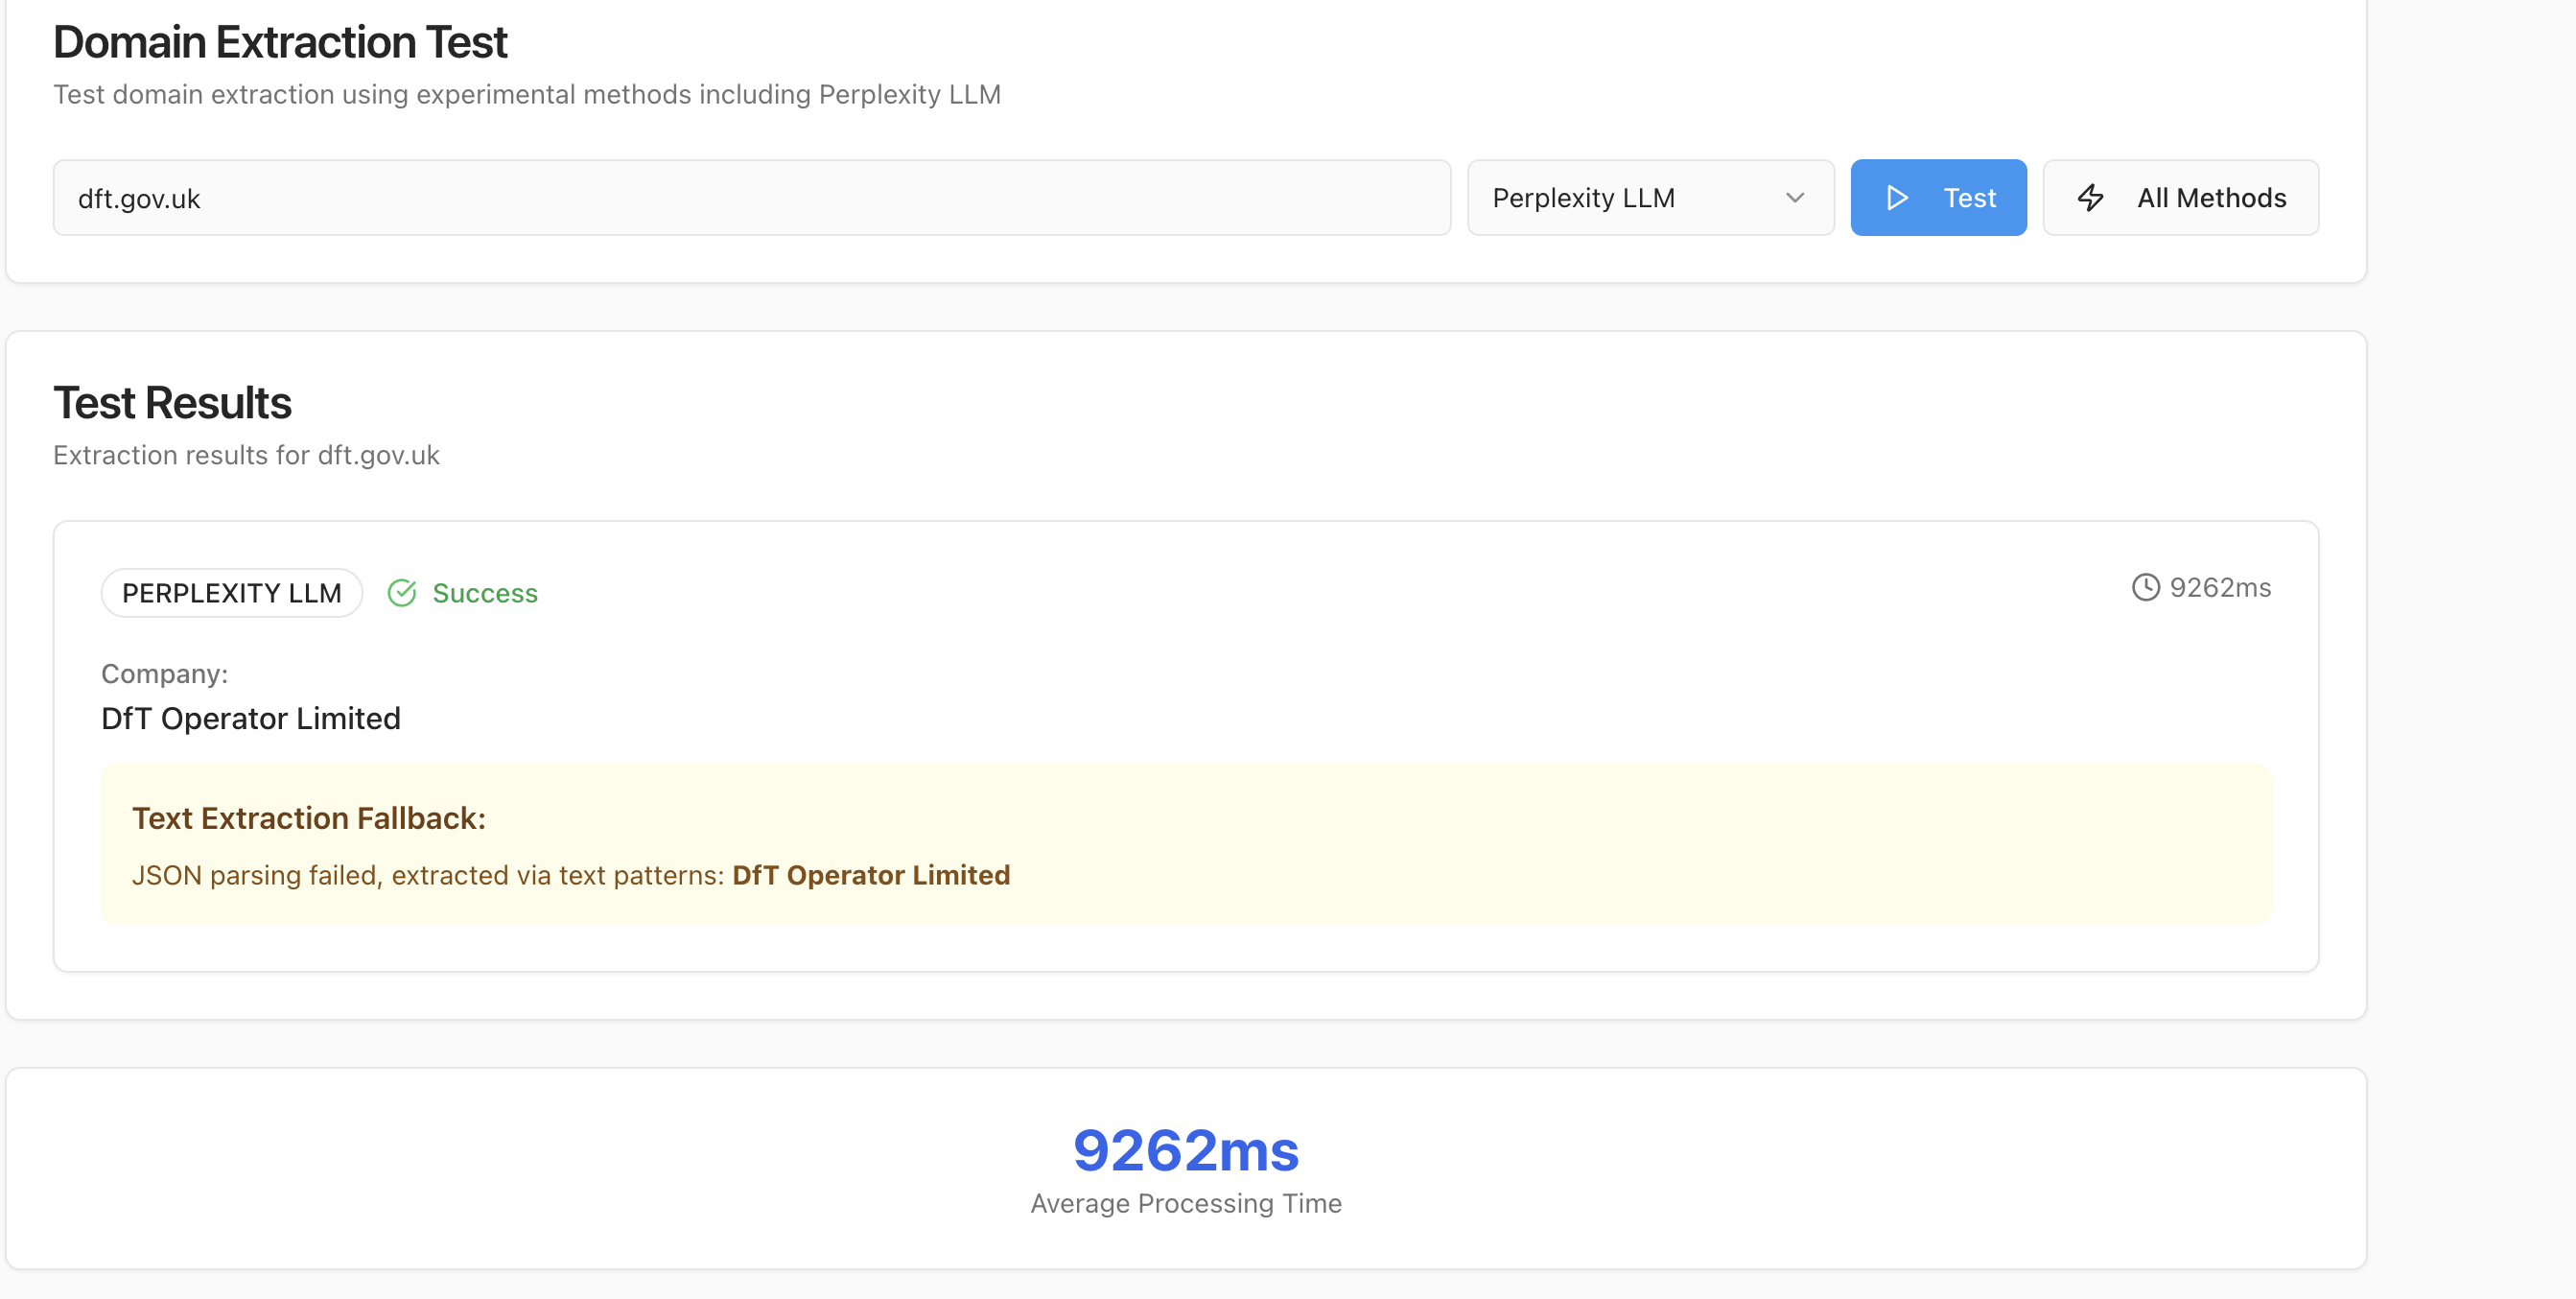 Domain Extraction Test
Test domain extraction using experimental methods including Perplexity LLM
dft.gov.uk
Perplexity LLM
Test
All Methods
Test Results
Extraction results for dft.gov.uk
PERPLEXITY LLM
Success
9262ms
Company:
DfT Operator Limited
Text Extraction Fallback:
JSON parsing failed, extracted via text patterns: DfT Operator Limited
9262ms
Average Processing Time